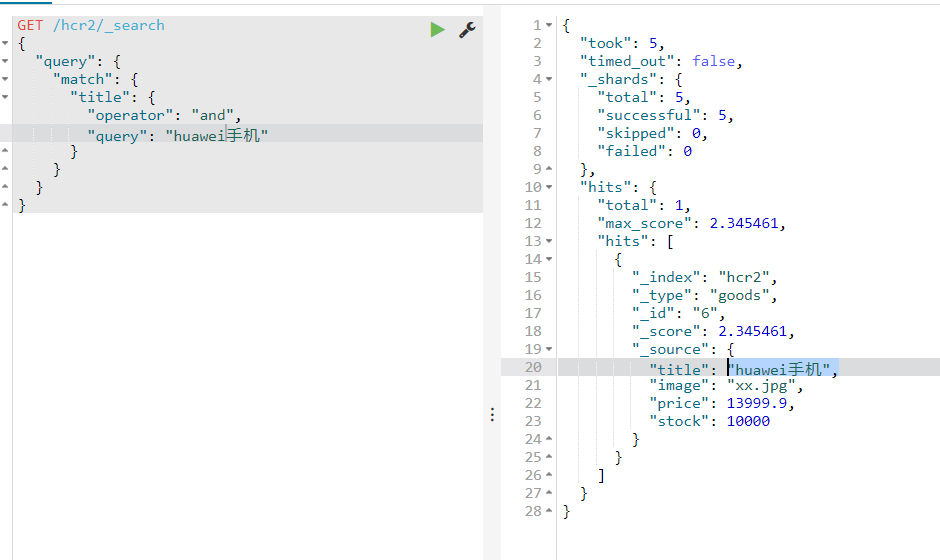 GET /hcr2/_search
{
  "query": {
    "match": {
      "title": {
        "operator": "and",
        "query": "huawei手机"
      }
    }
  }
}
1 {
2   "took": 5,
3   "timed_out": false,
4   "_shards": {
5     "total": 5,
6     "successful": 5,
7     "skipped": 0,
8     "failed": 0
9   },
10   "hits": {
11     "total": 1,
12     "max_score": 2.345461,
13     "hits": [
14       {
15         "_index": "hcr2",
16         "_type": "goods",
17         "_id": "6",
18         "_score": 2.345461,
19         "_source": {
20           "title": "huawei手机",
21           "image": "xx.jpg",
22           "price": 13999.9,
23           "stock": 10000
24         }
25       }
26     ]
27   }
28 }